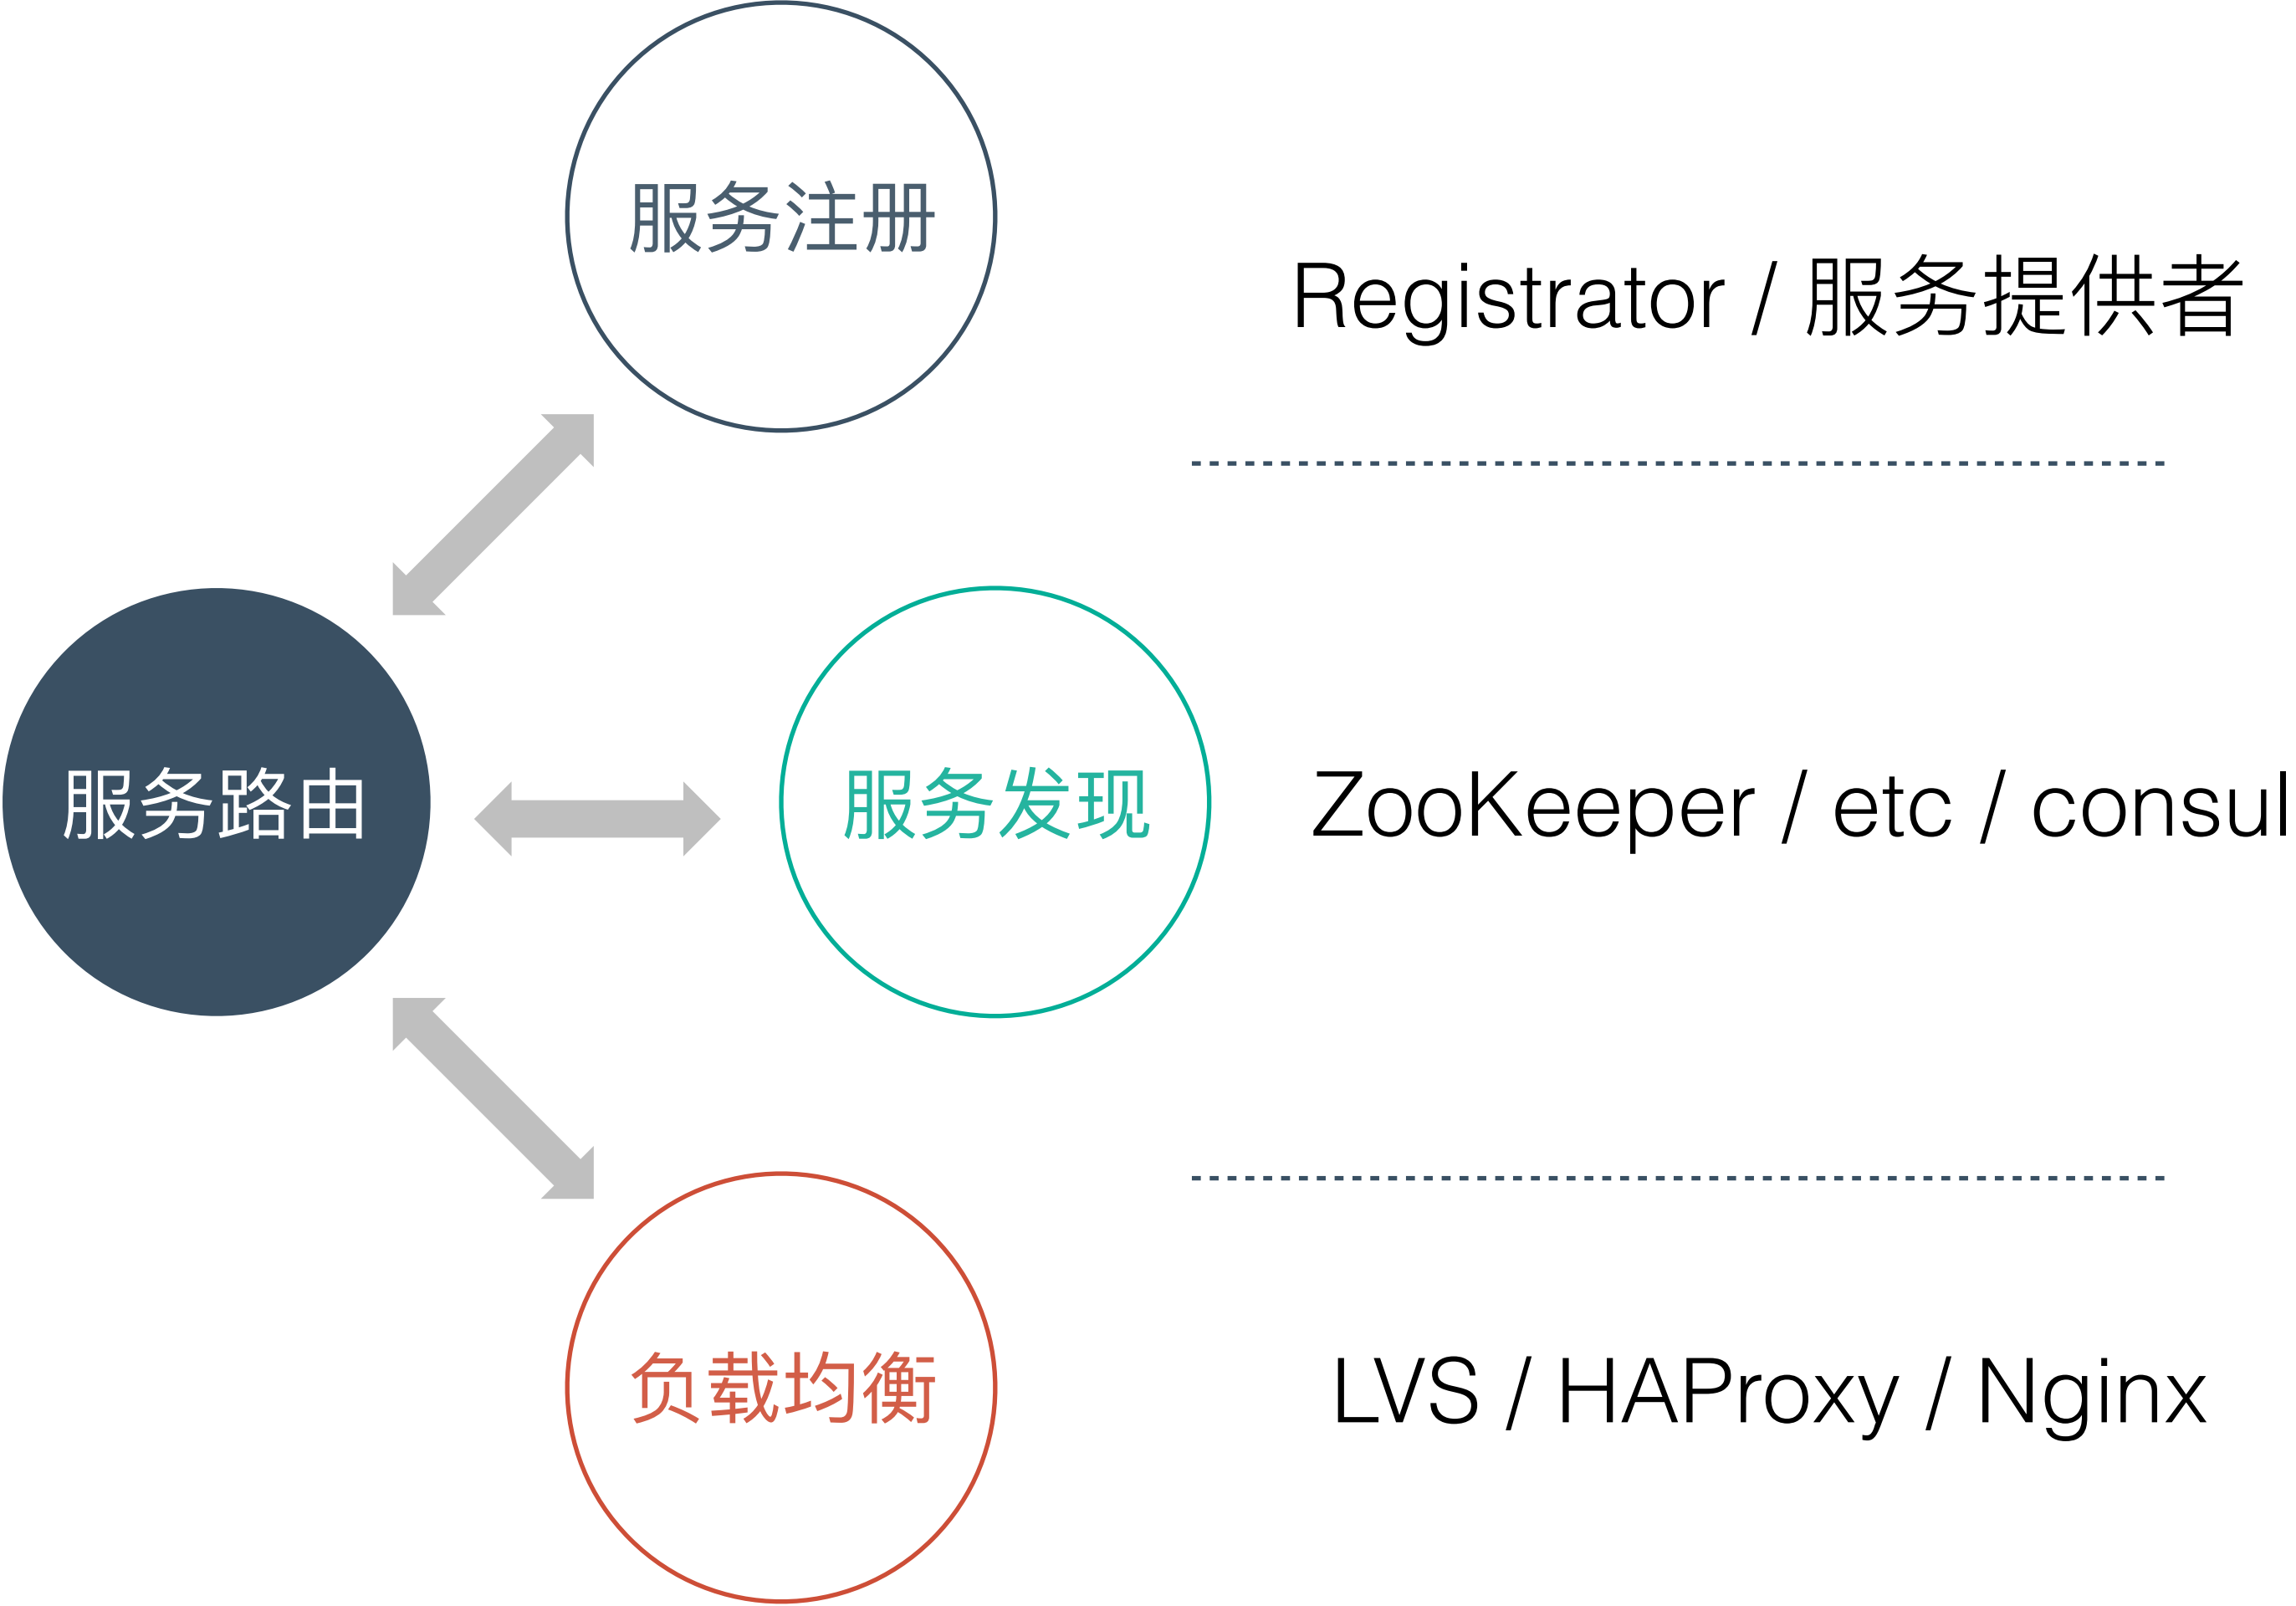 服务注册
Registrator / 服务提供者
服务路由
服务发现
ZooKeeper / etc / consul
负载均衡
LVS / HAProxy / Nginx